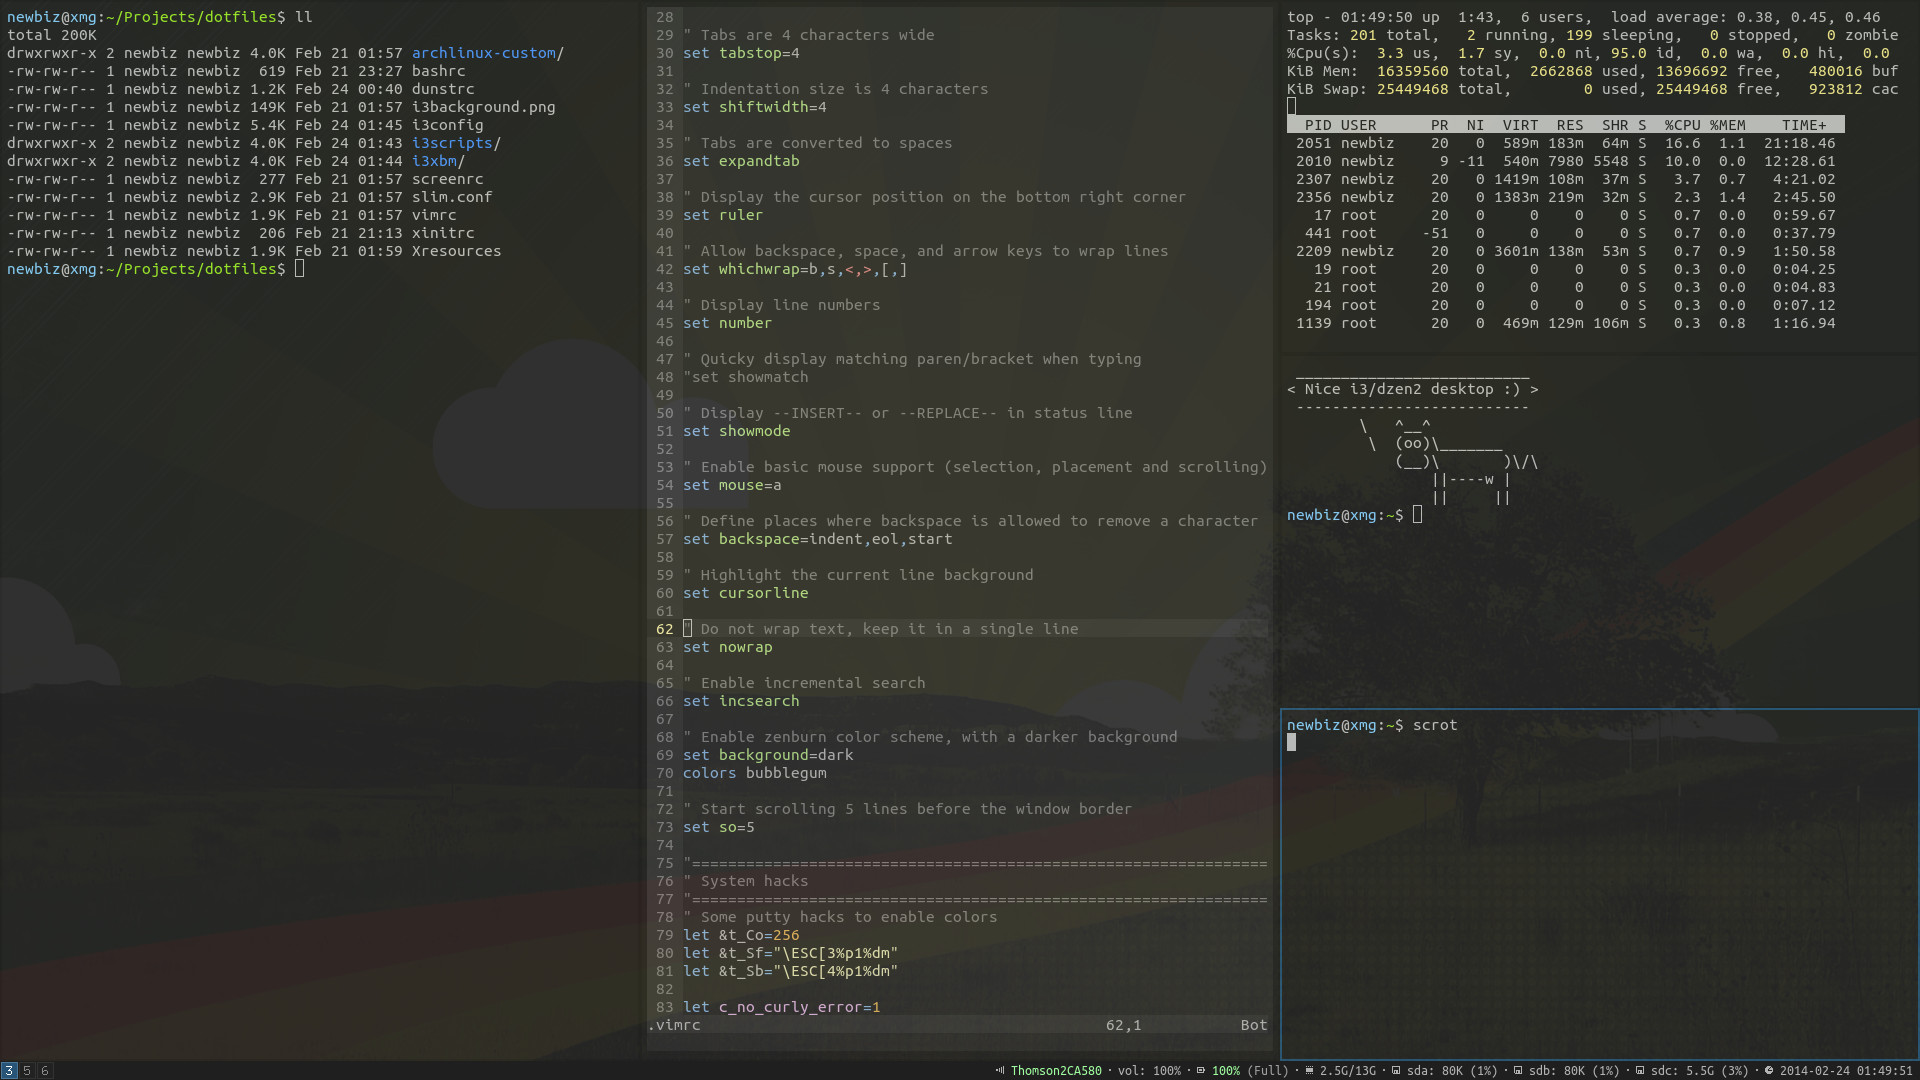 newbiz@xmg:~/Projects/dotfiles$ ll
total 200K
drwxrwxr-x 2 newbiz newbiz 4.0K Feb 21 01:57 archlinux-custom/
-rw-rw-r-- 1 newbiz newbiz  619 Feb 21 23:27 bashrc
-rw-rw-r-- 1 newbiz newbiz 1.2K Feb 24 00:40 dunstrc
-rw-rw-r-- 1 newbiz newbiz 149K Feb 21 01:57 i3background.png
-rw-rw-r-- 1 newbiz newbiz 5.4K Feb 24 01:45 i3config
drwxrwxr-x 2 newbiz newbiz 4.0K Feb 24 01:43 i3scripts/
drwxrwxr-x 2 newbiz newbiz 4.0K Feb 24 01:44 i3xbm/
-rw-rw-r-- 1 newbiz newbiz  277 Feb 21 01:57 screenrc
-rw-rw-r-- 1 newbiz newbiz 2.9K Feb 21 01:57 slim.conf
-rw-rw-r-- 1 newbiz newbiz 1.9K Feb 21 01:57 vimrc
-rw-rw-r-- 1 newbiz newbiz  206 Feb 21 21:13 xinitrc
-rw-rw-r-- 1 newbiz newbiz 1.9K Feb 21 01:59 Xresources
newbiz@xmg:~/Projects/dotfiles$
28
29 " Tabs are 4 characters wide
30 set tabstop=4
31
32 " Indentation size is 4 characters
33 set shiftwidth=4
34
35 " Tabs are converted to spaces
36 set expandtab
37
38 " Display the cursor position on the bottom right corner
39 set ruler
40
41 " Allow backspace, space, and arrow keys to wrap lines
42 set whichwrap=b,s,<,>,[,]
43
44 " Display line numbers
45 set number
46
47 " Quicky display matching paren/bracket when typing
48 "set showmatch
49
50 " Display --INSERT-- or --REPLACE-- in status line
51 set showmode
52
53 " Enable basic mouse support (selection, placement and scrolling)
54 set mouse=a
55
56 " Define places where backspace is allowed to remove a character
57 set backspace=indent,eol,start
58
59 " Highlight the current line background
60 set cursorline
61
62 " Do not wrap text, keep it in a single line
63 set nowrap
64
65 " Enable incremental search
66 set incsearch
67
68 " Enable zenburn color scheme, with a darker background
69 set background=dark
70 colors bubblegum
71
72 " Start scrolling 5 lines before the window border
73 set so=5
74
75 "================================================================
76 " System hacks
77 "================================================================
78 " Some putty hacks to enable colors
79 let &t_Co=256
80 let &t_Sf="\ESC[3%p1%dm"
81 let &t_Sb="\ESC[4%p1%dm"
82
83 let c_no_curly_error=1
.vimrc 62,1 Bot
top - 01:49:50 up  1:43,  6 users,  load average: 0.38, 0.45, 0.46
Tasks: 201 total,   2 running, 199 sleeping,   0 stopped,   0 zombie
%Cpu(s):  3.3 us,  1.7 sy,  0.0 ni, 95.0 id,  0.0 wa,  0.0 hi,  0.0
KiB Mem:  16359560 total,  2662868 used, 13696692 free,   480016 buf
KiB Swap: 25449468 total,        0 used, 25449468 free,   923812 cac
PID USER      PR  NI  VIRT  RES  SHR S  %CPU %MEM    TIME+
2051 newbiz    20   0  589m 183m  64m S  16.6  1.1  21:18.46
2010 newbiz     9 -11  540m 7980 5548 S  10.0  0.0  12:28.61
2307 newbiz    20   0 1419m 108m  37m S   3.7  0.7   4:21.02
2356 newbiz    20   0 1383m 219m  32m S   2.3  1.4   2:45.50
17 root      20   0     0    0    0 S   0.7  0.0   0:59.67
441 root     -51   0     0    0    0 S   0.7  0.0   0:37.79
2209 newbiz    20   0 3601m 138m  53m S   0.7  0.9   1:50.58
19 root      20   0     0    0    0 S   0.3  0.0   0:04.25
21 root      20   0     0    0    0 S   0.3  0.0   0:04.83
194 root      20   0     0    0    0 S   0.3  0.0   0:07.12
1139 root      20   0  469m 129m 106m S   0.3  0.8   1:16.94
 __________________________
< Nice i3/dzen2 desktop :) >
 --------------------------
        \   ^__^
         \  (oo)\_______
            (__)\       )\/\
                ||----w |
                ||     ||
newbiz@xmg:~$
newbiz@xmg:~$ scrot
3 5 6
Thomson2CA580 · vol: 100% · 100% (Full) · 2.5G/13G · sda: 80K (1%) · sdb: 80K (1%) · sdc: 5.5G (3%) · 2014-02-24 01:49:51